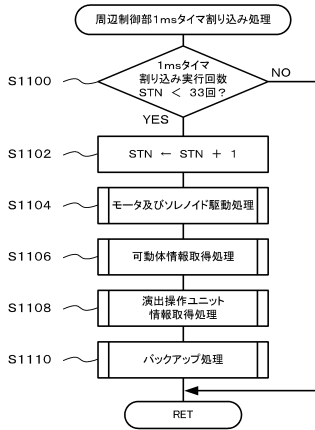 周辺制御部1msタイマ割り込み処理
S1100
1msタイマ
割り込み実行回数
STN < 33回?
NO
YES
S1102
STN ← STN + 1
S1104
モータ及びソレノイド駆動処理
S1106
可動体情報取得処理
S1108
演出操作ユニット
情報取得処理
S1110
バックアップ処理
RET